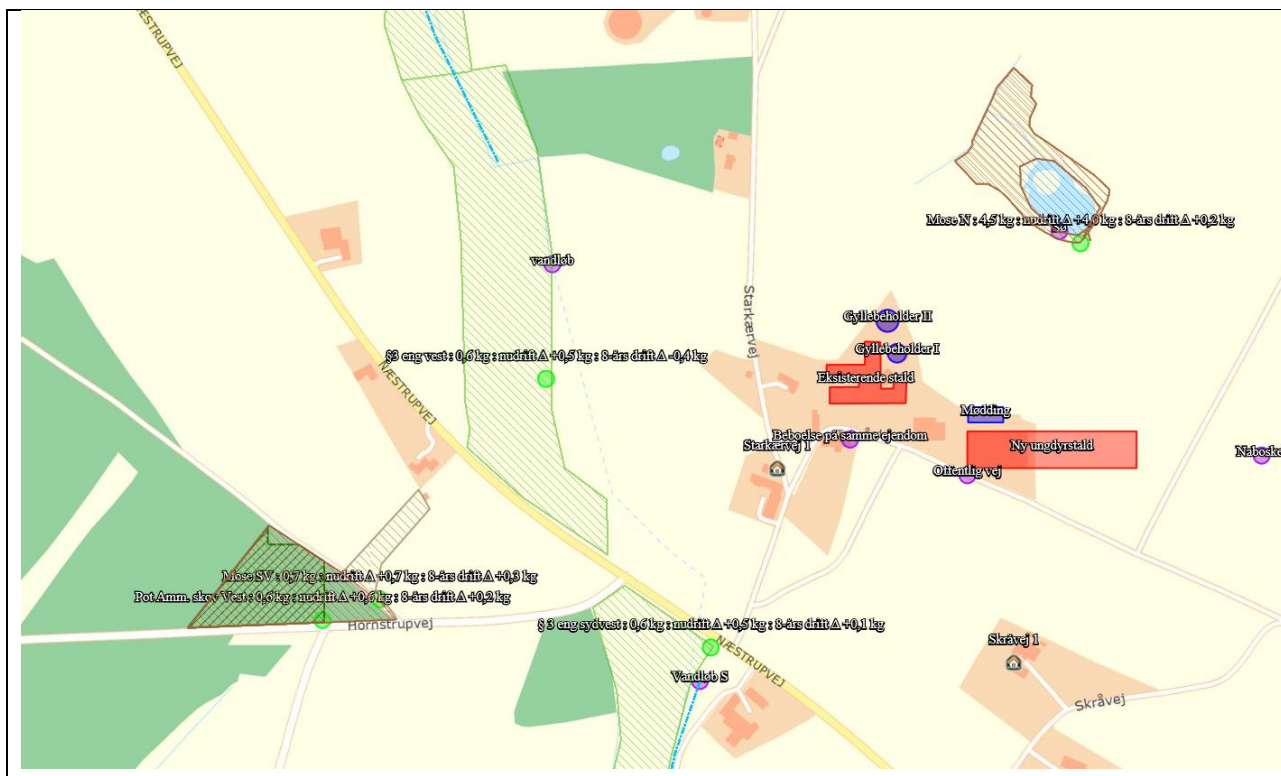 NÆSTRUPVEJ
Mose N : 4,5 kg : nudrift Δ +4,0 kg : 8-års drift Δ +0,2 kg
Sø
vandløb
Starkærvej
Gyllebeholder II
Gyllebeholder I
§3 eng vest : 0,6 kg : nudrift Δ +0,5 kg : 8-års drift Δ -0,4 kg
Eksisterende stald
NÆSTRUPVEJ
Mødding
Beboelse på samme ejendom
Starkærvej 1
Ny ungdyrstald
Naboske
Offentlig vej
Mose SV : 0,7 kg : nudrift Δ +0,7 kg : 8-års drift Δ +0,3 kg
Pot Amm. skov Vest : 0,6 kg : nudrift Δ +0,6 kg : 8-års drift Δ +0,2 kg
Hornstrupvej
§ 3 eng sydvest : 0,6 kg : nudrift Δ +0,5 kg : 8-års drift Δ +0,1 kg
NÆSTRUPVEJ
Skråvej 1
Vandløb S
Skråvej